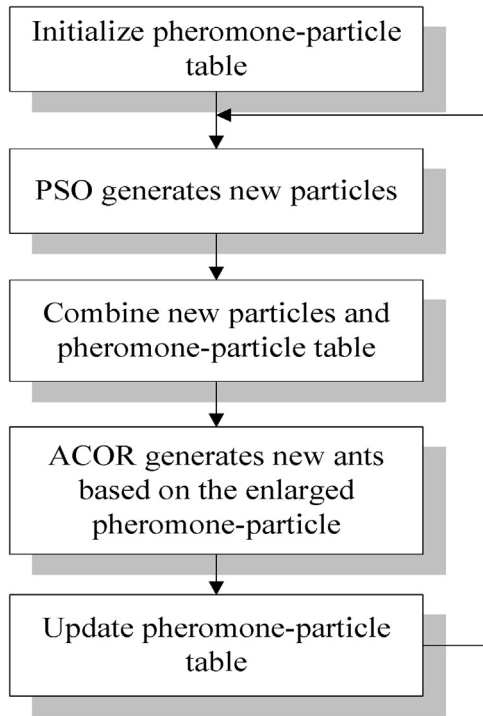 Initialize pheromone-particle
table
PSO generates new particles
Combine new particles and
pheromone-particle table
ACOR generates new ants
based on the enlarged
pheromone-particle
Update pheromone-particle
table